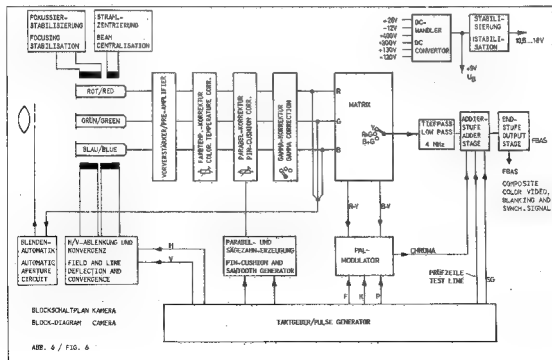 FOKUSSIER-
STABILISIERUNG
FOCUSING
STABILISATION
STRAHL-
ZENTRIERUNG
BEAM
CENTRALISATION
+20V
-12V
+400V
+300V
+130V
-130V
DC-
WANDLER
DC
CONVERTOR
STABILI-
SIERUNG
STABILI-
SATION
10,8...16V
+9V
UB
ROT/RED
GRÜN/GREEN
BLAU/BLUE
VORVERSTÄRKER/PRE-AMPLIFIER
FARBTEMP.-KORREKTUR
COLOR TEMPERATURE CORR.
PARABEL-KORREKTUR
PIN-CUSHION CORR.
GAMMA-KORREKTUR
GAMMA CORRECTION
R
G
B
MATRIX
Y
R+G
B+G
TIEFPASS
LOW PASS
4 MHz
ADDIER-
STUFE
ADDER
STAGE
END-
STUFE
OUTPUT
STAGE
FBAS
FBAS
COMPOSITE
COLOR VIDEO,
BLANKING AND
SYNCH.SIGNAL
R-Y
B-Y
BLENDEN-
AUTOMATIK
AUTOMATIC
APERTURE
CIRCUIT
H/V-ABLENKUNG UND
KONVERGENZ
FIELD AND LINE
DEFLECTION AND
CONVERGENCE
H
V
PARABEL- UND
SÄGEZAHN-ERZEUGUNG
PIN-CUSHION AND
SAWTOOTH GENERATOR
PAL-
MODULATOR
CHROMA
PRÜFZEILE
TEST LINE
SG
F
K
P
BLOCKSCHALTPLAN KAMERA
BLOCK-DIAGRAM CAMERA
TAKTGEBER/PULSE GENERATOR
ABB. 6 / FIG. 6